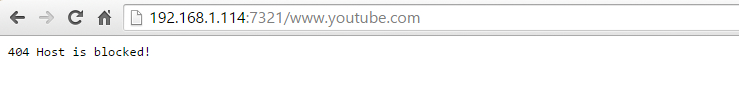 192.168.1.114:7321/www.youtube.com
404 Host is blocked!